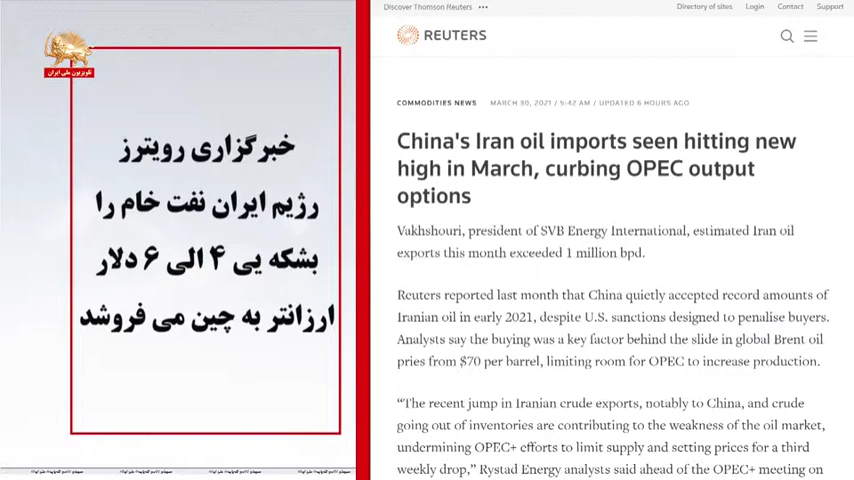 تلویزیون ملی ایران
خبرگزاری رویترز
رژیم ایران نفت خام را
بشکه یی ۴ الی ۶ دلار
ارزانتر به چین می فروشد
Discover Thomson Reuters •••
Directory of sites Login Contact Support
REUTERS
COMMODITIES NEWS MARCH 30, 2021 / 5:42 AM / UPDATED 6 HOURS AGO
China's Iran oil imports seen hitting new
high in March, curbing OPEC output
options
Vakhshouri, president of SVB Energy International, estimated Iran oil
exports this month exceeded 1 million bpd.
Reuters reported last month that China quietly accepted record amounts of
Iranian oil in early 2021, despite U.S. sanctions designed to penalise buyers.
Analysts say the buying was a key factor behind the slide in global Brent oil
pries from $70 per barrel, limiting room for OPEC to increase production.
“The recent jump in Iranian crude exports, notably to China, and crude
going out of inventories are contributing to the weakness of the oil market,
undermining OPEC+ efforts to limit supply and setting prices for a third
weekly drop,” Rystad Energy analysts said ahead of the OPEC+ meeting on